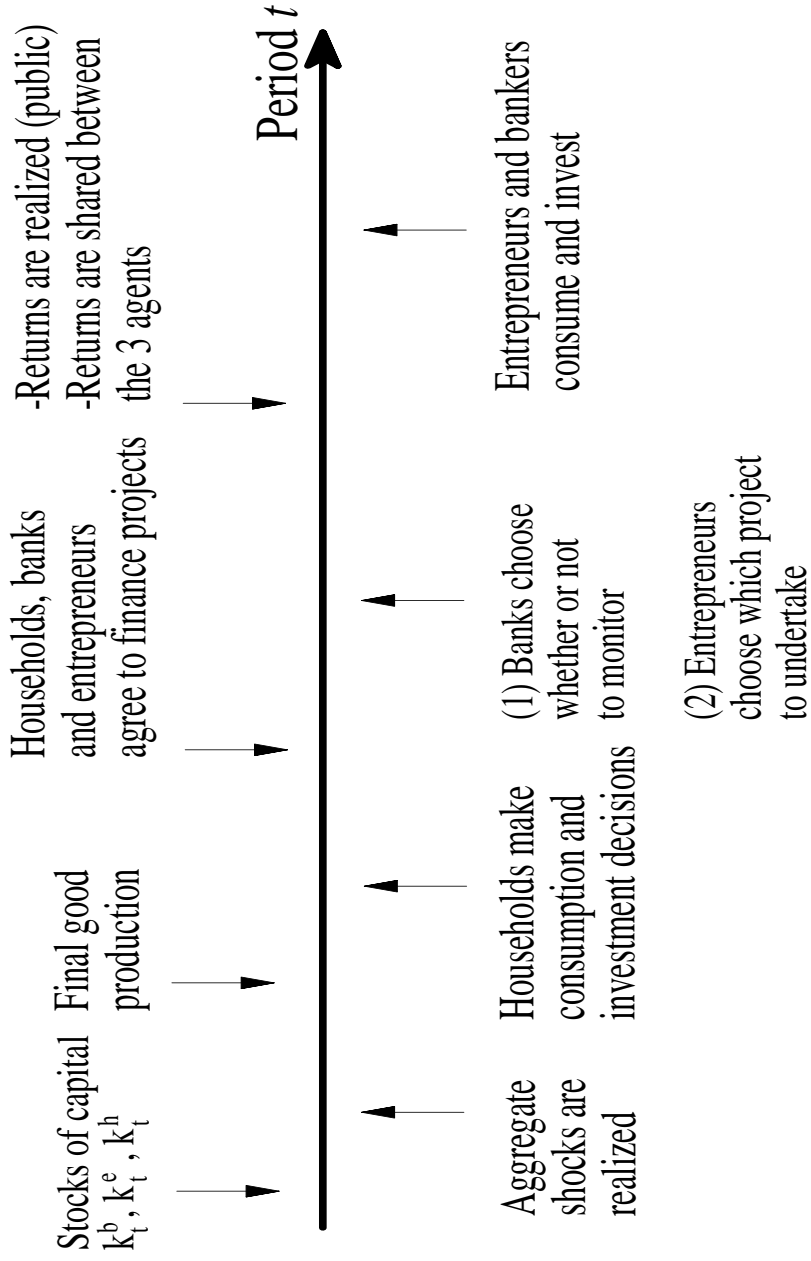 Stocks of capital
k_t^b , k_t^e , k_t^h
Final good
production
Households, banks
and entrepreneurs
agree to finance projects
-Returns are realized (public)
-Returns are shared between
the 3 agents
Period t
Aggregate
shocks are
realized
Households make
consumption and
investment decisions
(1) Banks choose
whether or not
to monitor
(2) Entrepreneurs
choose which project
to undertake
Entrepreneurs and bankers
consume and invest